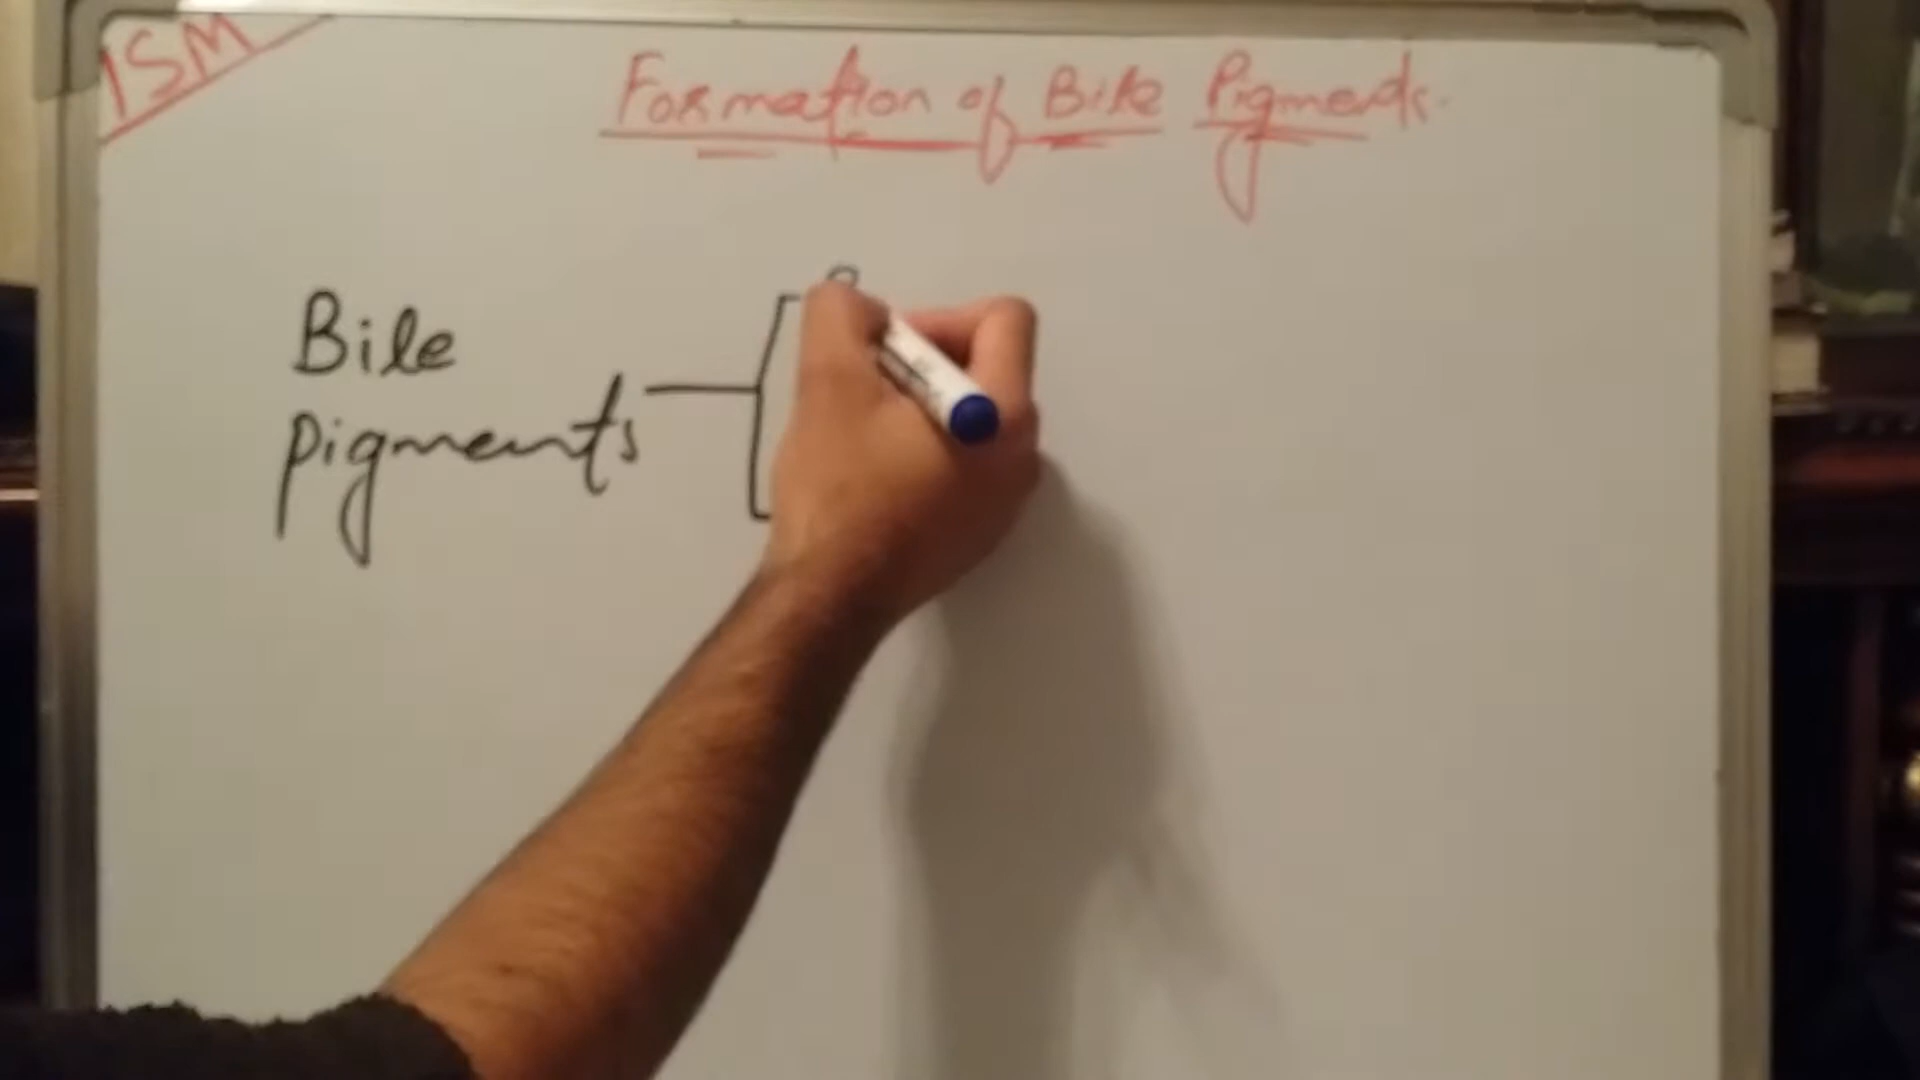 ISM
Formation of Bile Pigments.
Bile
pigments